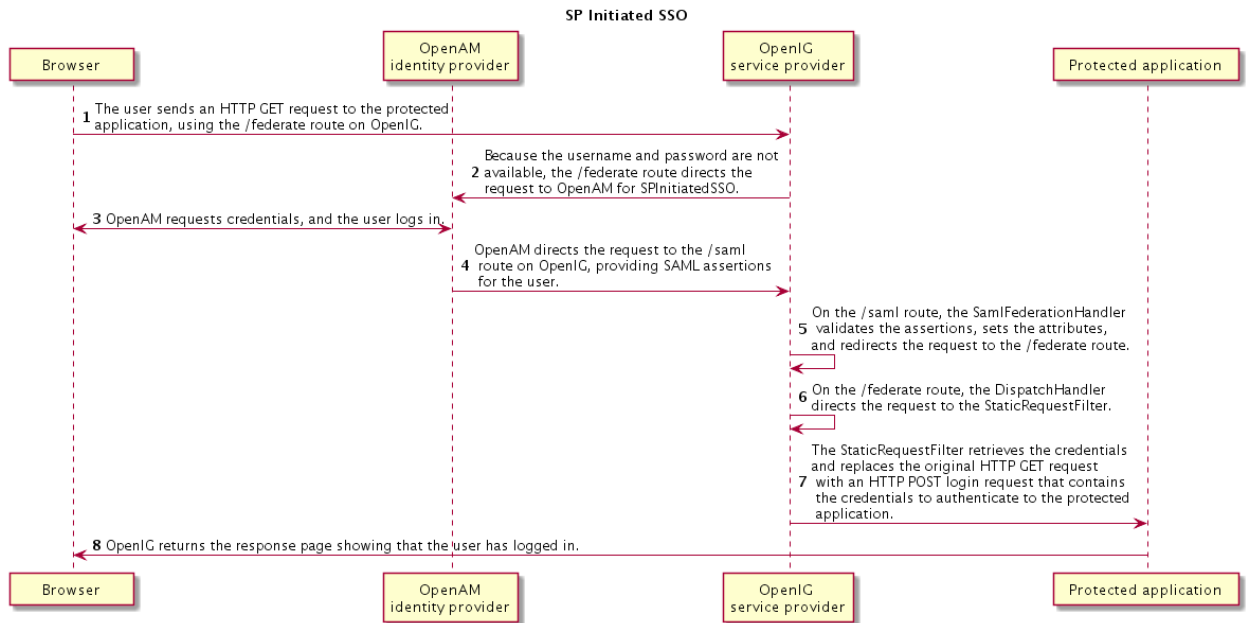 SP Initiated SSO
Browser
OpenAM
identity provider
OpenIG
service provider
Protected application
1 The user sends an HTTP GET request to the protected
application, using the /federate route on OpenIG.
Because the username and password are not
2 available, the /federate route directs the
request to OpenAM for SPInitiatedSSO.
3 OpenAM requests credentials, and the user logs in.
OpenAM directs the request to the /saml
4 route on OpenIG, providing SAML assertions
for the user.
On the /saml route, the SamlFederationHandler
5 validates the assertions, sets the attributes,
and redirects the request to the /federate route.
6 On the /federate route, the DispatchHandler
directs the request to the StaticRequestFilter.
The StaticRequestFilter retrieves the credentials
and replaces the original HTTP GET request
7 with an HTTP POST login request that contains
the credentials to authenticate to the protected
application.
8 OpenIG returns the response page showing that the user has logged in.
Browser
OpenAM
identity provider
OpenIG
service provider
Protected application